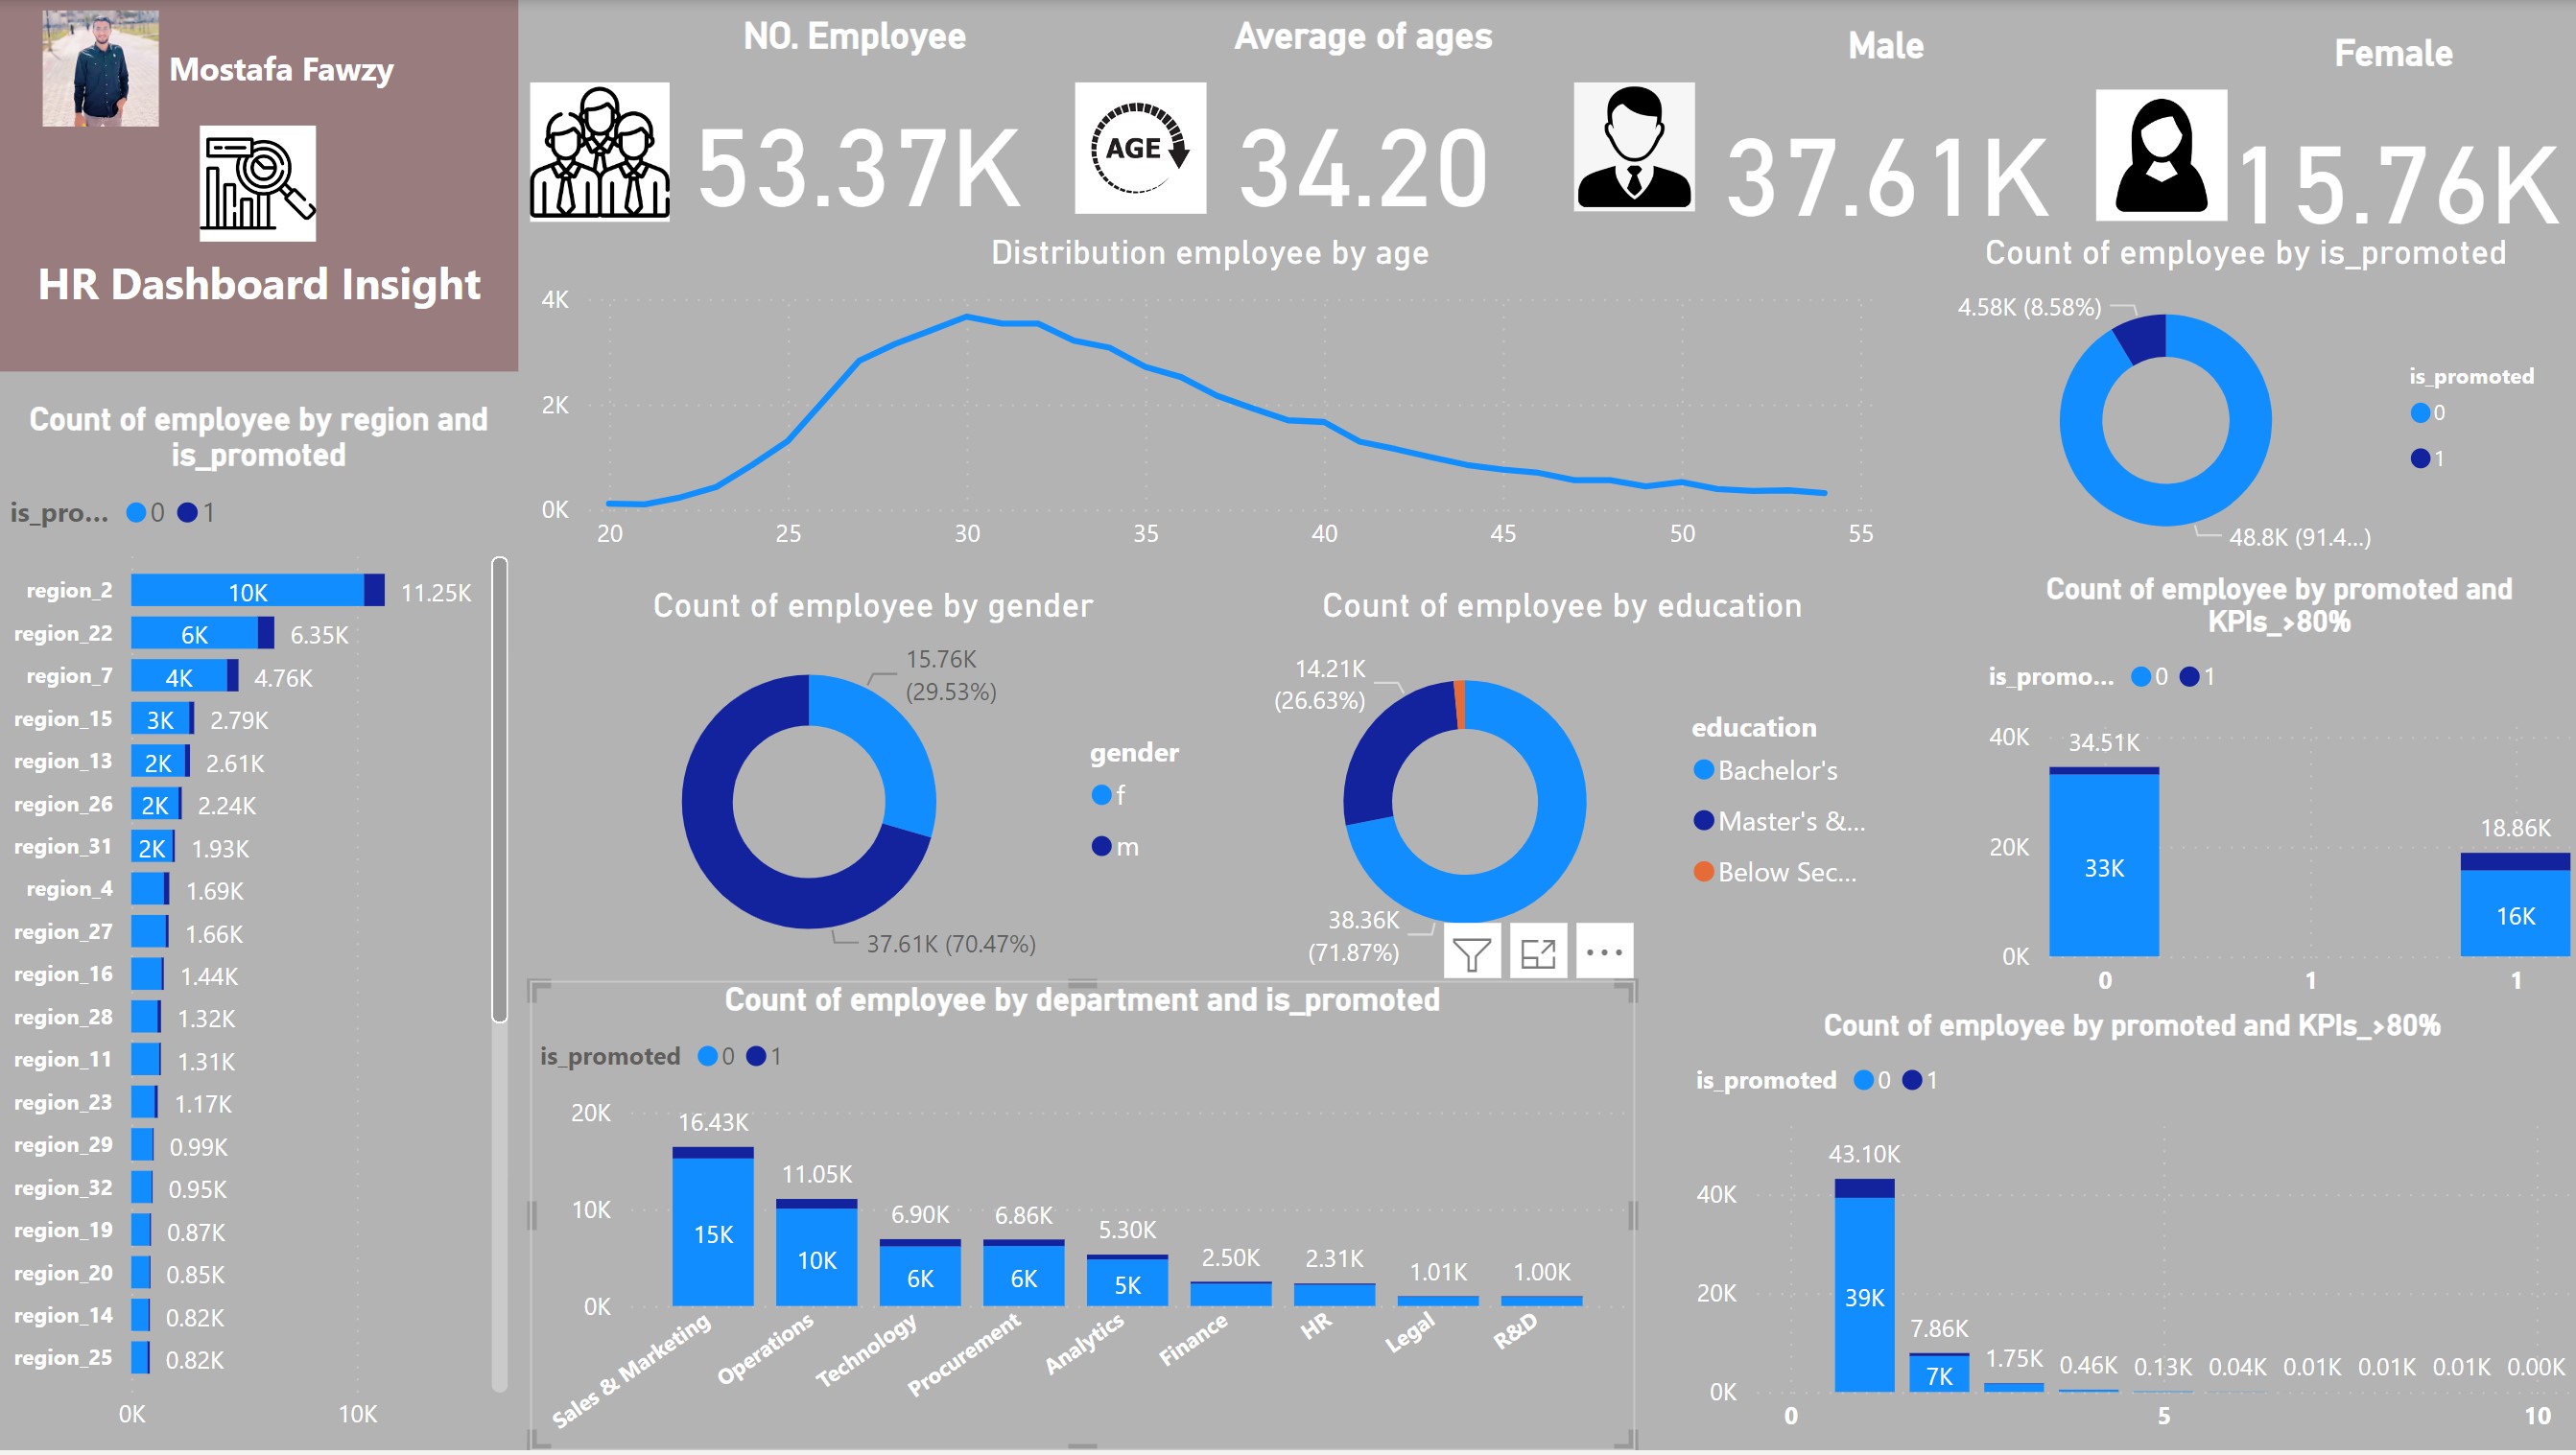 Mostafa Fawzy
HR Dashboard Insight
NO. Employee
53.37K
Average of ages
AGE
34.20
Male
37.61K
Female
15.76K
Count of employee by region and
is_promoted
is_pro... 0 1
region_2 10K 11.25K
region_22 6K 6.35K
region_7 4K 4.76K
region_15 3K 2.79K
region_13 2K 2.61K
region_26 2K 2.24K
region_31 2K 1.93K
region_4 1.69K
region_27 1.66K
region_16 1.44K
region_28 1.32K
region_11 1.31K
region_23 1.17K
region_29 0.99K
region_32 0.95K
region_19 0.87K
region_20 0.85K
region_14 0.82K
region_25 0.82K
0K 10K
Distribution employee by age
4K
2K
0K
20 25 30 35 40 45 50 55
Count of employee by is_promoted
4.58K (8.58%)
is_promoted
0
1
48.8K (91.4...)
Count of employee by gender
15.76K
(29.53%)
gender
f
m
37.61K (70.47%)
Count of employee by education
14.21K
(26.63%)
education
Bachelor's
Master's &...
Below Sec...
38.36K
(71.87%)
Count of employee by promoted and
KPIs_>80%
is_promo... 0 1
40K
20K
0K
34.51K
33K
18.86K
16K
0 1 1
Count of employee by department and is_promoted
is_promoted 0 1
20K
10K
0K
16.43K
15K
11.05K
10K
6.90K
6K
6.86K
6K
5.30K
5K
2.50K
2.31K
1.01K
1.00K
Sales & Marketing
Operations
Technology
Procurement
Analytics
Finance
HR
Legal
R&D
Count of employee by promoted and KPIs_>80%
is_promoted 0 1
40K
20K
0K
43.10K
39K
7.86K
7K
1.75K 0.46K 0.13K 0.04K 0.01K 0.01K 0.01K 0.00K
0 5 10